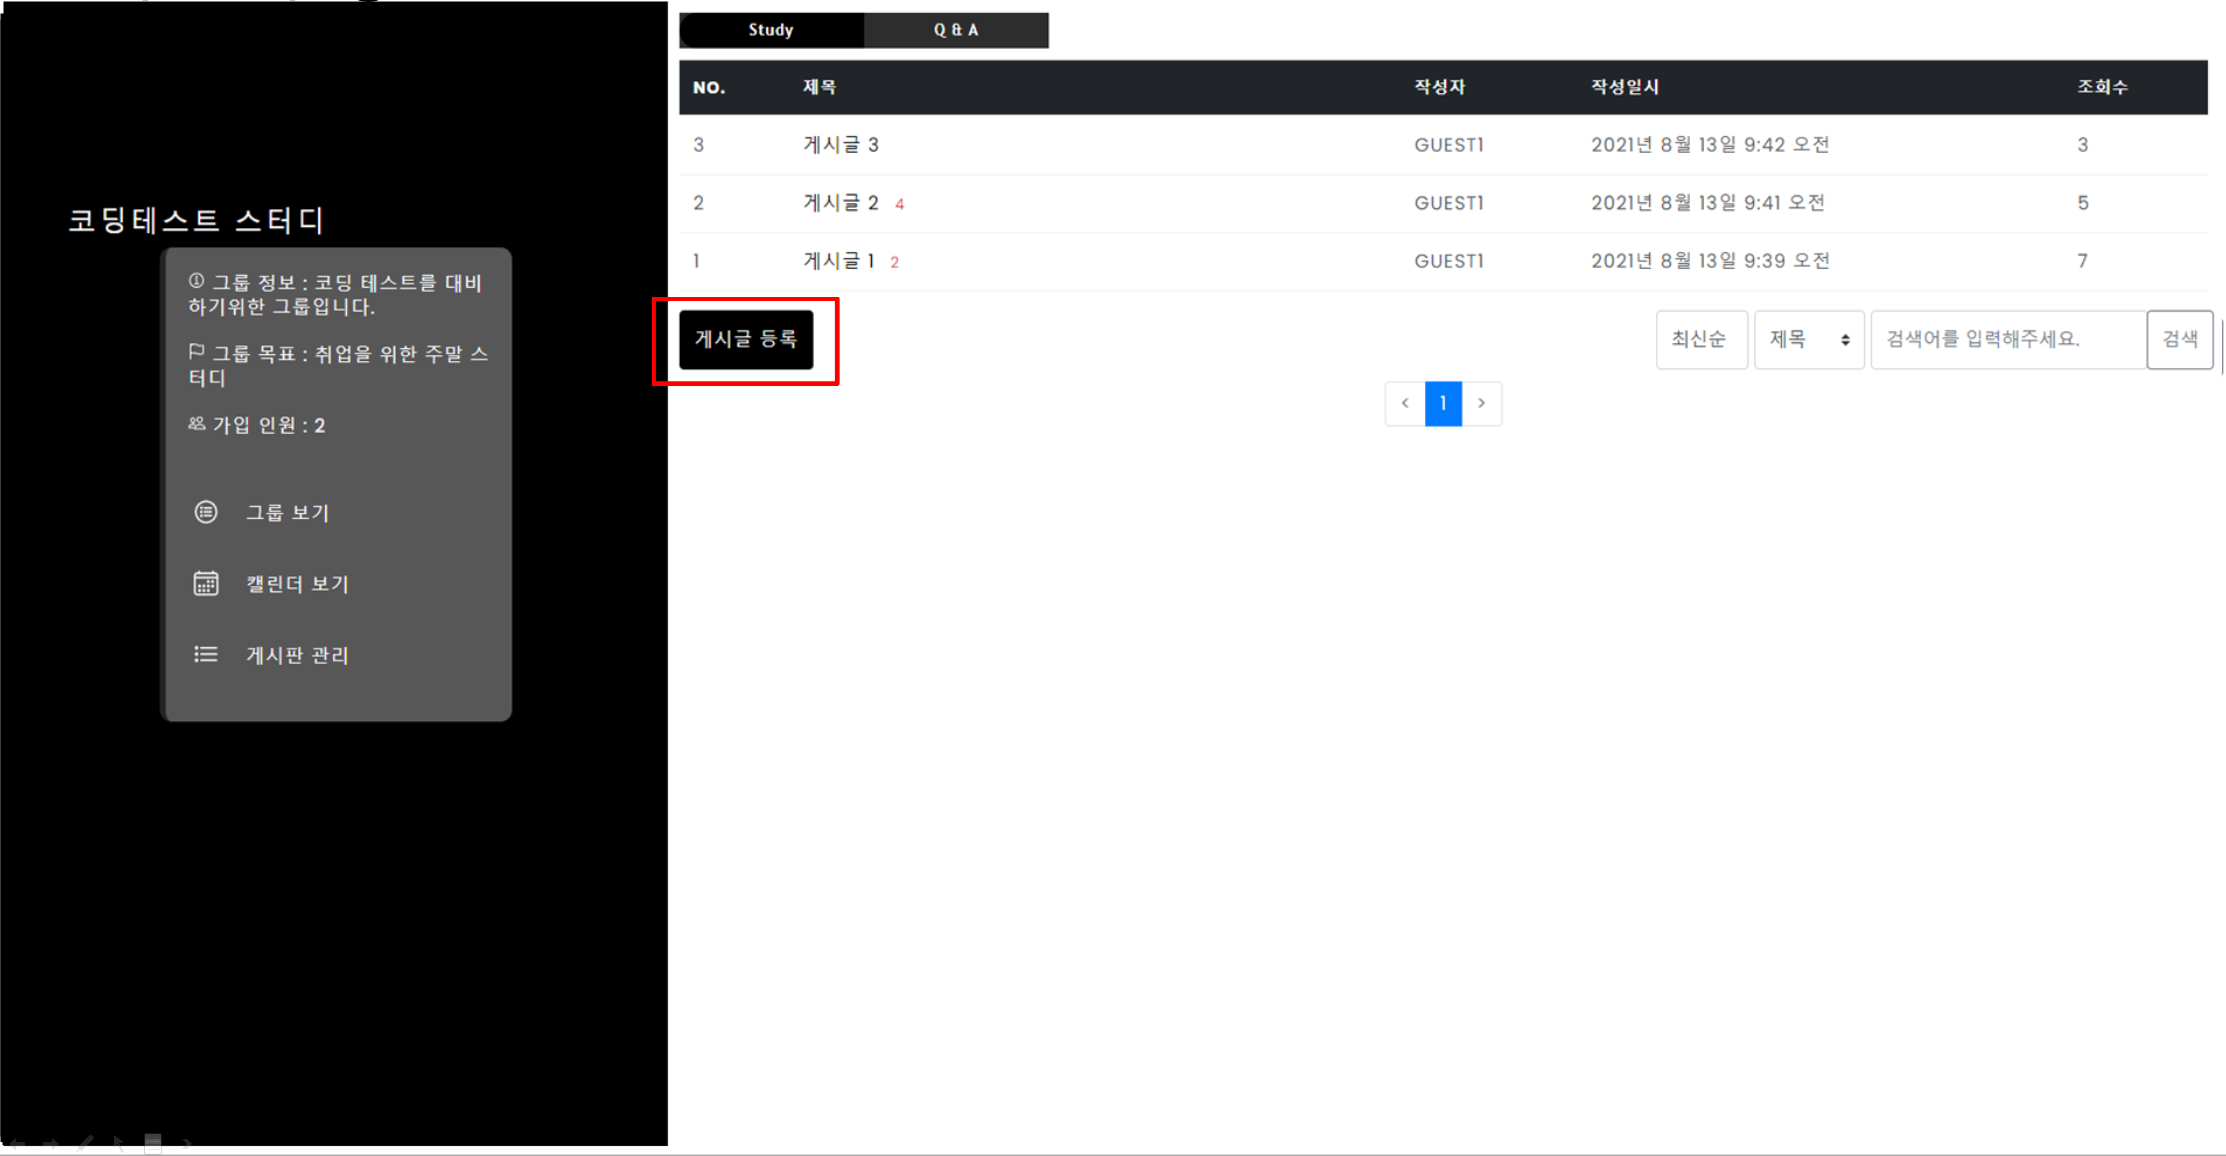 코딩테스트 스터디
그룹 정보 : 코딩 테스트를 대비
하기위한 그룹입니다.
그룹 목표 : 취업을 위한 주말 스
터디
가입 인원 : 2
그룹 보기
캘린더 보기
게시판 관리
Study Q & A
NO. 제목 작성자 작성일시 조회수
3 게시글 3 GUEST1 2021년 8월 13일 9:42 오전 3
2 게시글 2 4 GUEST1 2021년 8월 13일 9:41 오전 5
1 게시글 1 2 GUEST1 2021년 8월 13일 9:39 오전 7
게시글 등록 최신순 제목 검색어를 입력해주세요. 검색
< 1 >